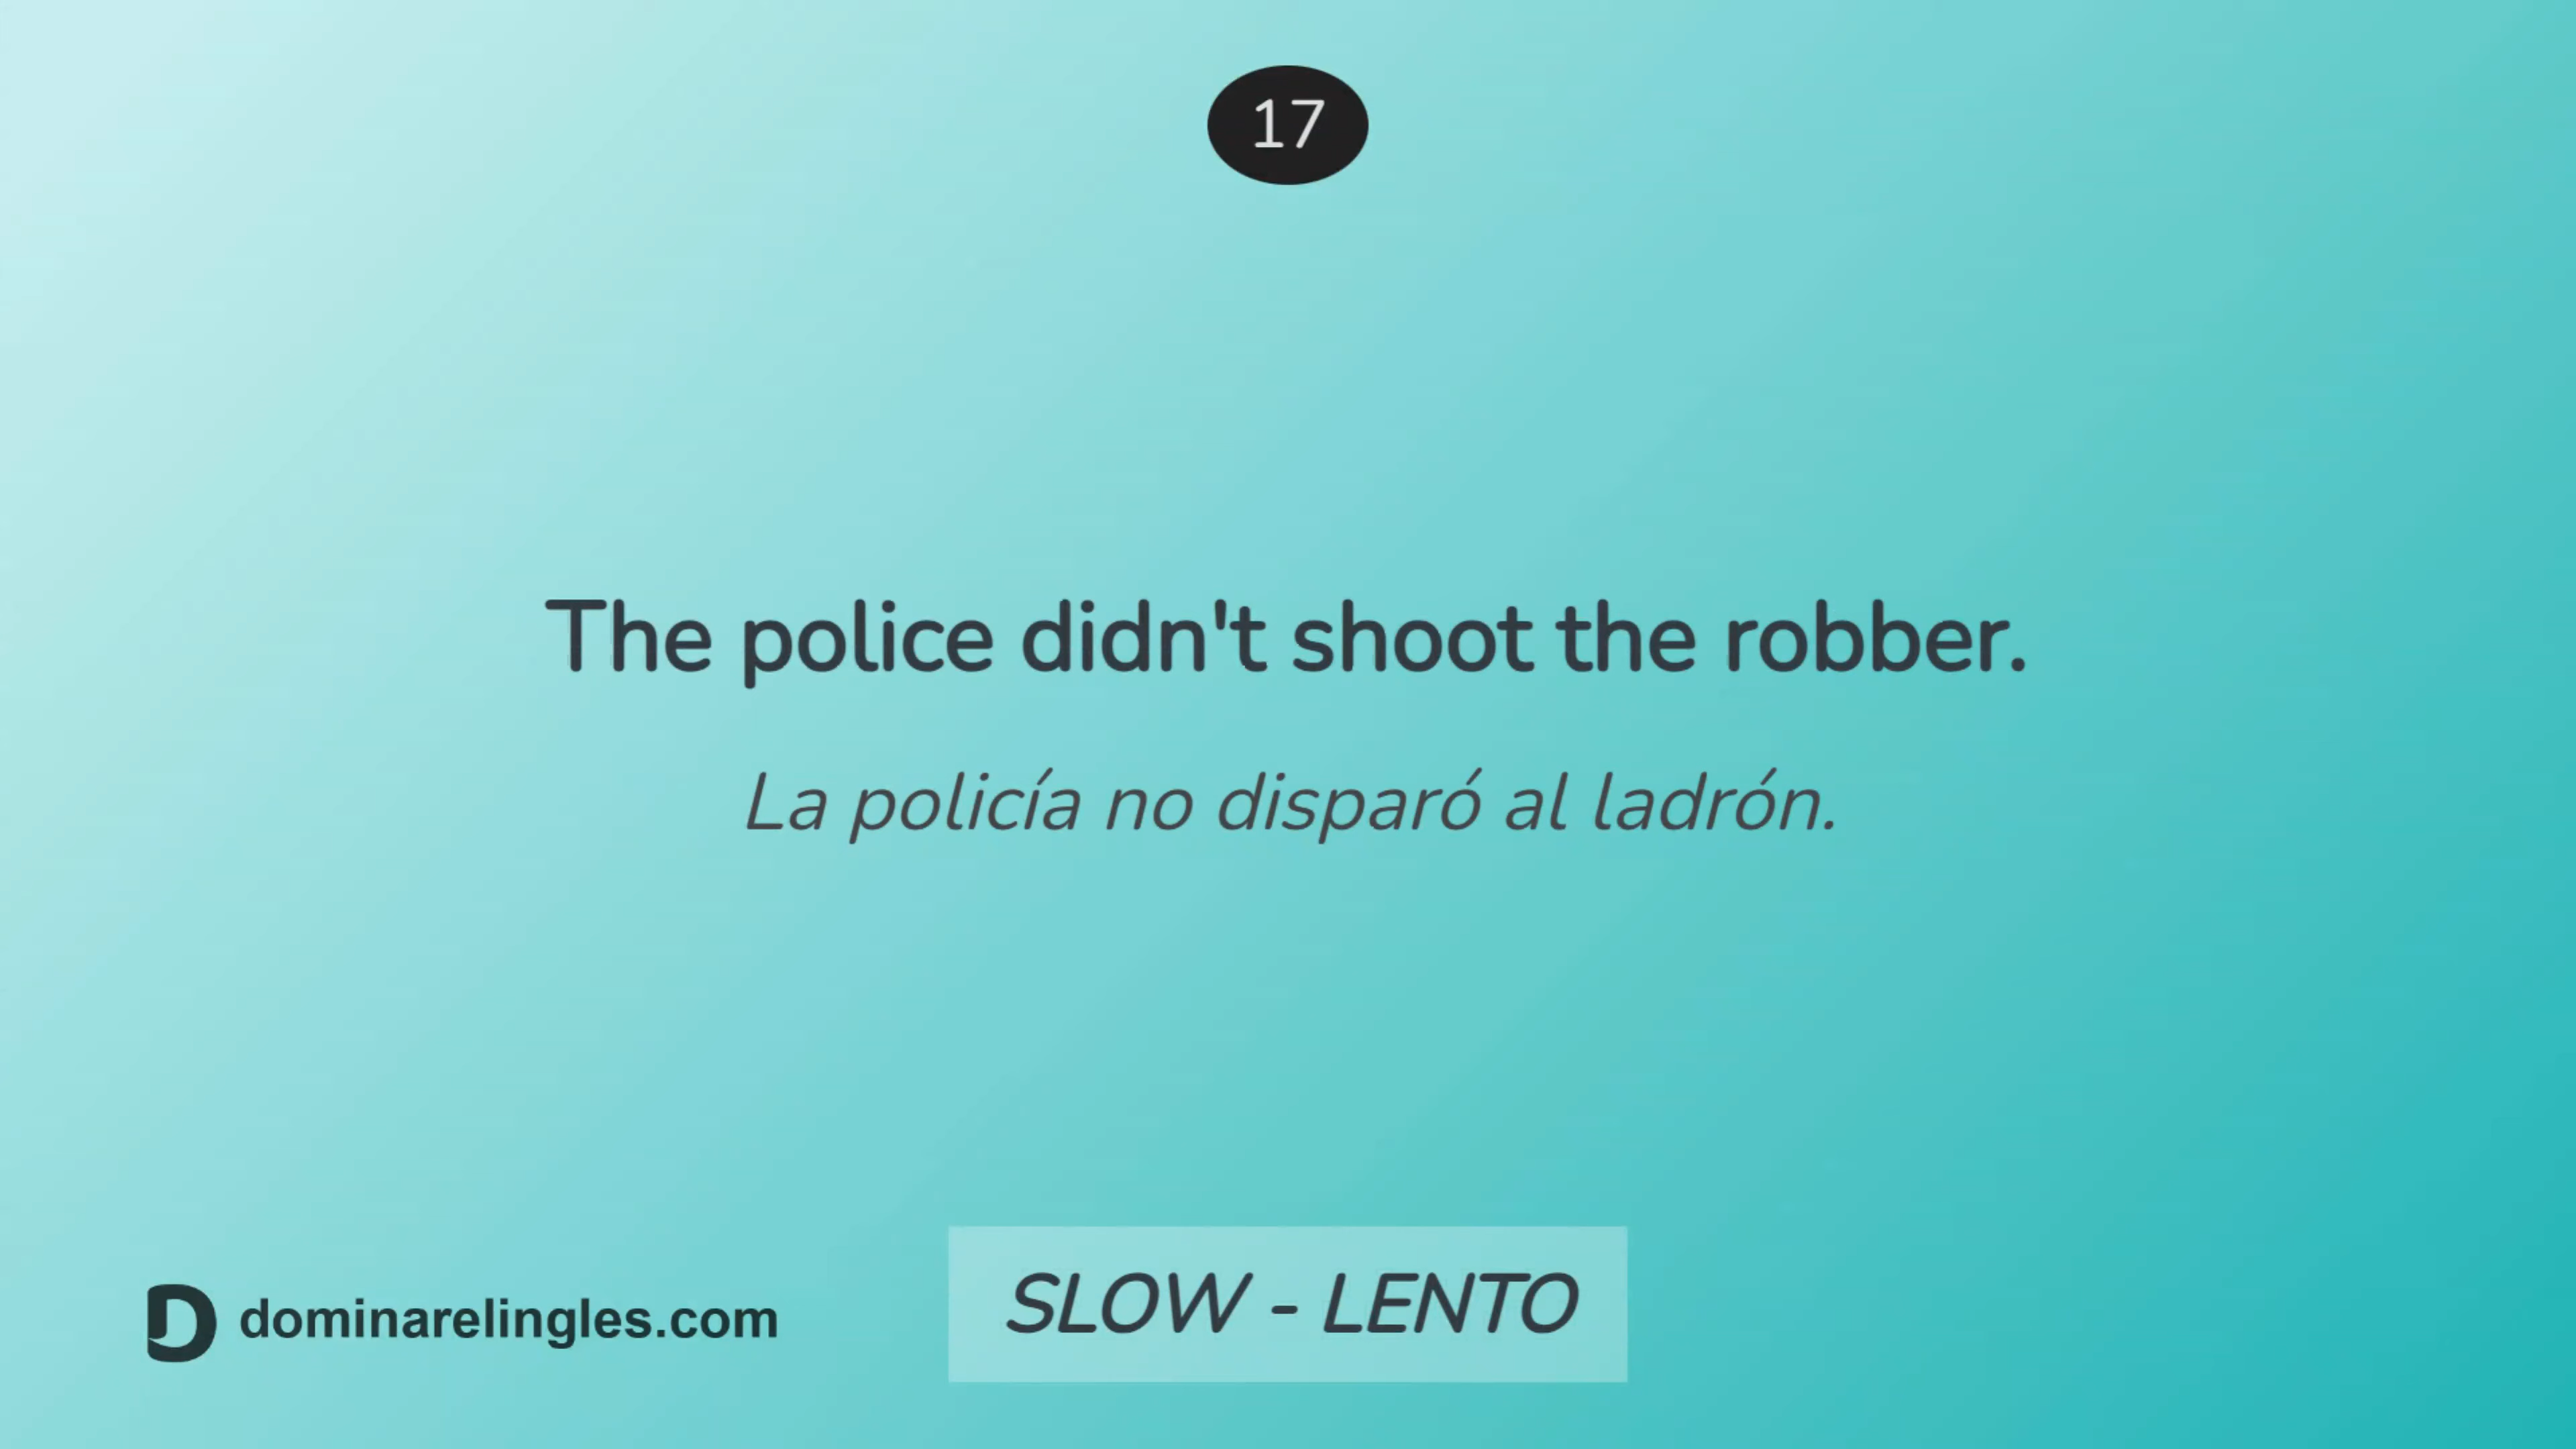 17
The police didn't shoot the robber.
La policía no disparó al ladrón.
SLOW - LENTO
D dominarelingles.com